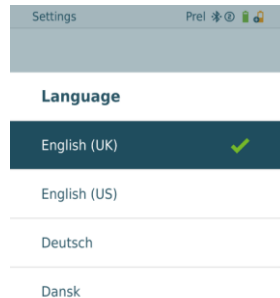 Settings Prel
Language
English (UK)
English (US)
Deutsch
Dansk